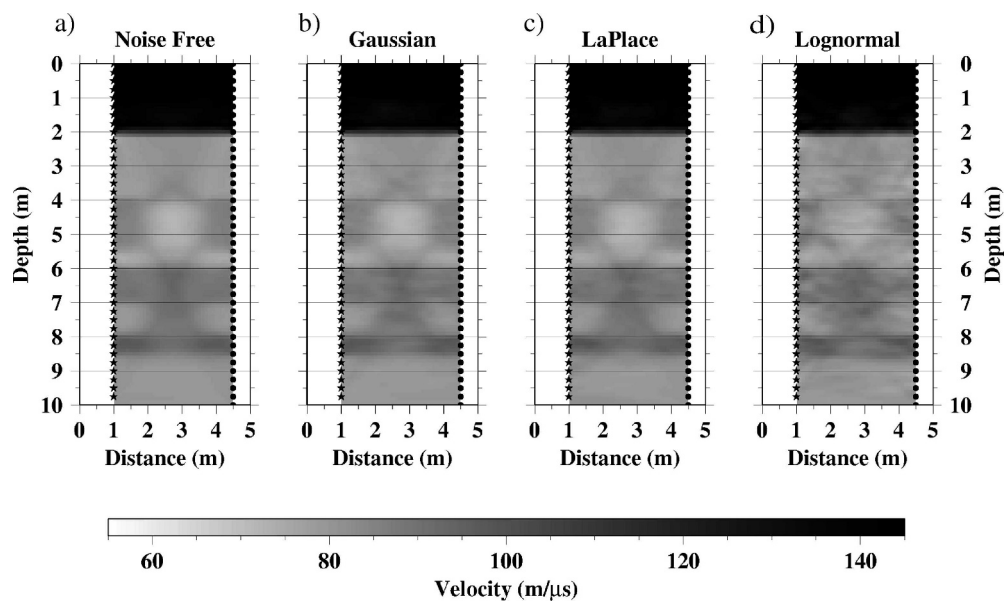 a) b) c) d)
Noise Free Gaussian LaPlace Lognormal
0 0
1 1
2 2
3 3
4 4
5 5
6 6
7 7
8 8
9 9
10 10
Depth (m) Depth (m)
0 1 2 3 4 5 0 1 2 3 4 5 0 1 2 3 4 5 0 1 2 3 4 5
Distance (m) Distance (m) Distance (m) Distance (m)
60 80 100 120 140
Velocity (m/μs)